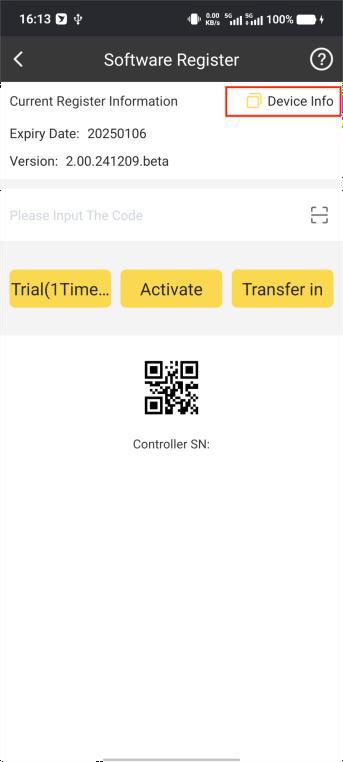 16:13 0.00 KB/s 5G 5G 100%
Software Register
Current Register Information Device Info
Expiry Date: 20250106
Version: 2.00.241209.beta
Please Input The Code
Trial(1Time... Activate Transfer in
Controller SN: